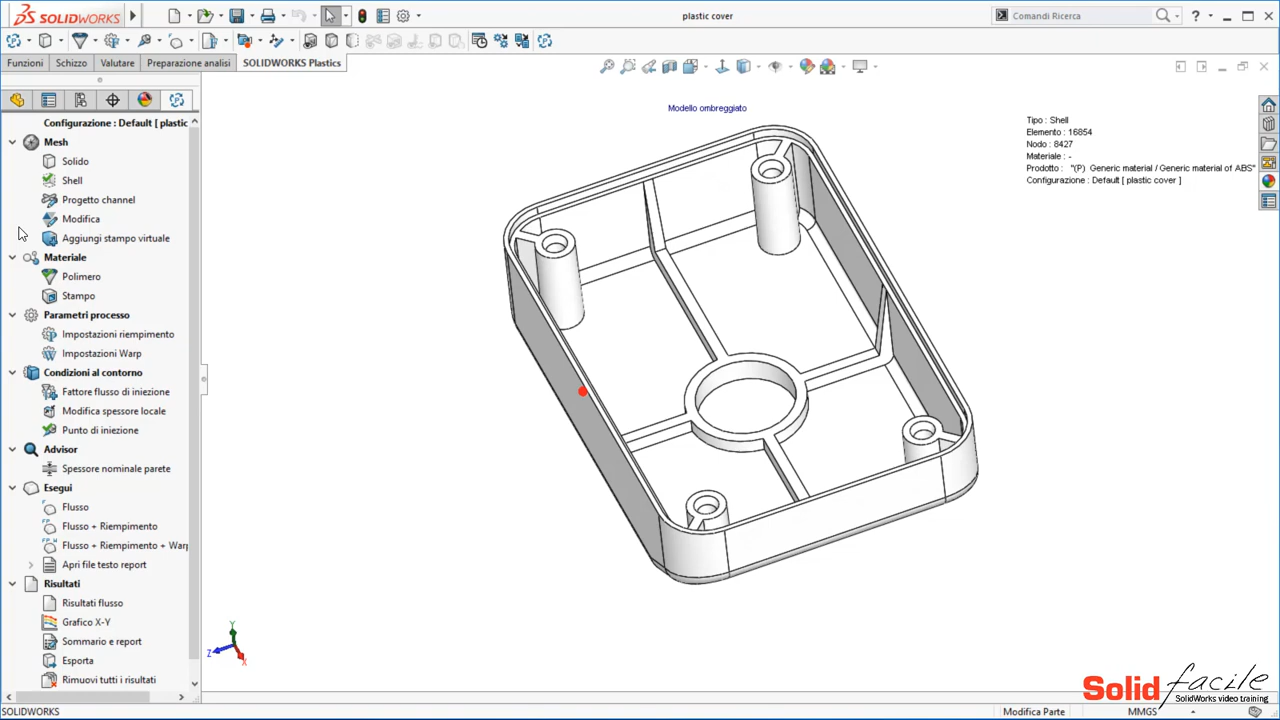 SOLIDWORKS
plastic cover
Comandi Ricerca
Funzioni
Schizzo
Valutare
Preparazione analisi
SOLIDWORKS Plastics
Configurazione : Default [ plastic
Mesh
Solido
Shell
Progetto channel
Modifica
Aggiungi stampo virtuale
Materiale
Polimero
Stampo
Parametri processo
Impostazioni riempimento
Impostazioni Warp
Condizioni al contorno
Fattore flusso di iniezione
Modifica spessore locale
Punto di iniezione
Advisor
Spessore nominale parete
Esegui
Flusso
Flusso + Riempimento
Flusso + Riempimento + Warp
Apri file testo report
Risultati
Risultati flusso
Grafico X-Y
Sommario e report
Esporta
Rimuovi tutti i risultati
Modello ombreggiato
Tipo : Shell
Elemento : 16854
Nodo : 8427
Materiale : -
Prodotto : "(P) Generic material / Generic material of ABS"
Configurazione : Default [ plastic cover ]
Y
Z
X
Solid facile
SolidWorks video training
SOLIDWORKS
Modifica Parte
MMGS